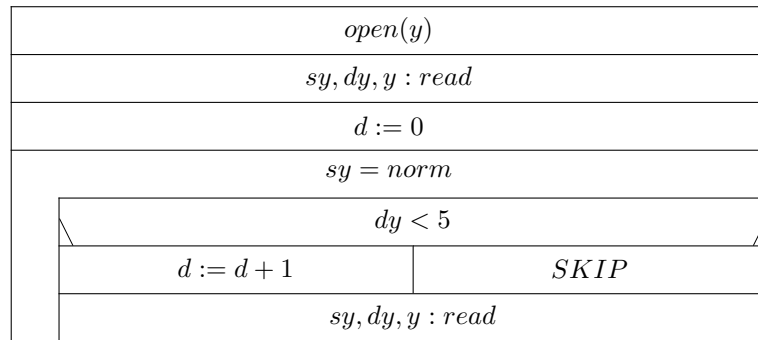 open(y)
sy, dy, y : read
d := 0
sy = norm
dy < 5
d := d + 1 SKIP
sy, dy, y : read